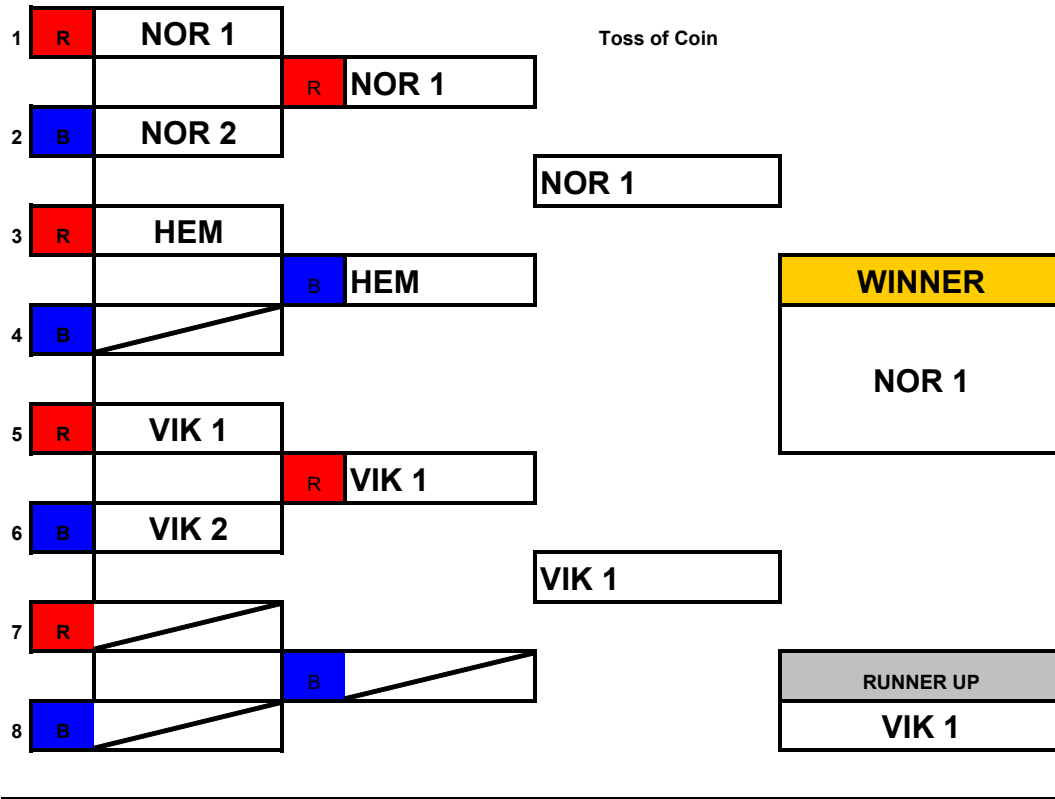 1 R NOR 1 Toss of Coin
R NOR 1
2 B NOR 2
NOR 1
3 R HEM
B HEM WINNER
4 B
NOR 1
5 R VIK 1
R VIK 1
6 B VIK 2
VIK 1
7 R
B RUNNER UP
8 B VIK 1